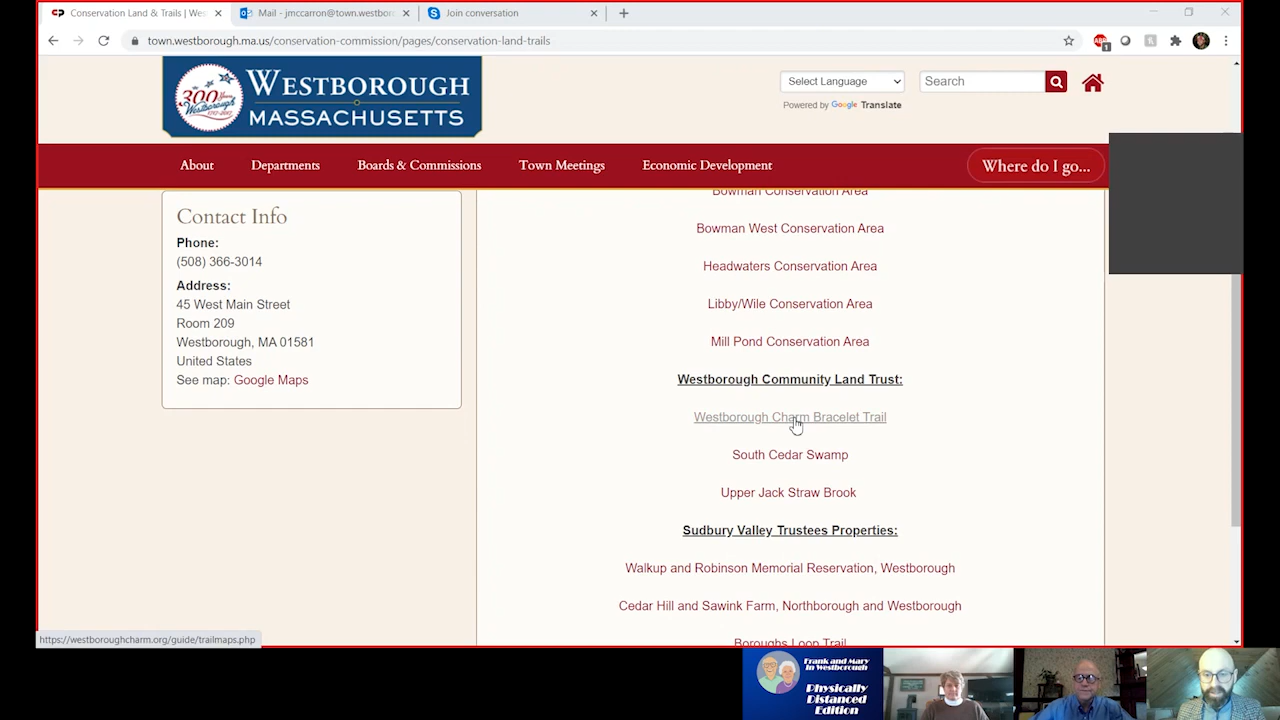 Conservation Land & Trails | Wes
Mail - jmccarron@town.westbor
Join conversation
town.westborough.ma.us/conservation-commission/pages/conservation-land-trails
300
Westborough
WESTBOROUGH
MASSACHUSETTS
Select Language
Search
Powered by Google Translate
About
Departments
Boards & Commissions
Town Meetings
Economic Development
Where do I go...
Contact Info
Phone:
(508) 366-3014
Address:
45 West Main Street
Room 209
Westborough, MA 01581
United States
See map: Google Maps
Bowman Conservation Area
Bowman West Conservation Area
Headwaters Conservation Area
Libby/Wile Conservation Area
Mill Pond Conservation Area
Westborough Community Land Trust:
Westborough Charm Bracelet Trail
South Cedar Swamp
Upper Jack Straw Brook
Sudbury Valley Trustees Properties:
Walkup and Robinson Memorial Reservation, Westborough
Cedar Hill and Sawink Farm, Northborough and Westborough
Boroughs Loop Trail
https://westboroughcharm.org/guide/trailmaps.php
Frank and Mary
In Westborough
Physically
Distanced
Edition